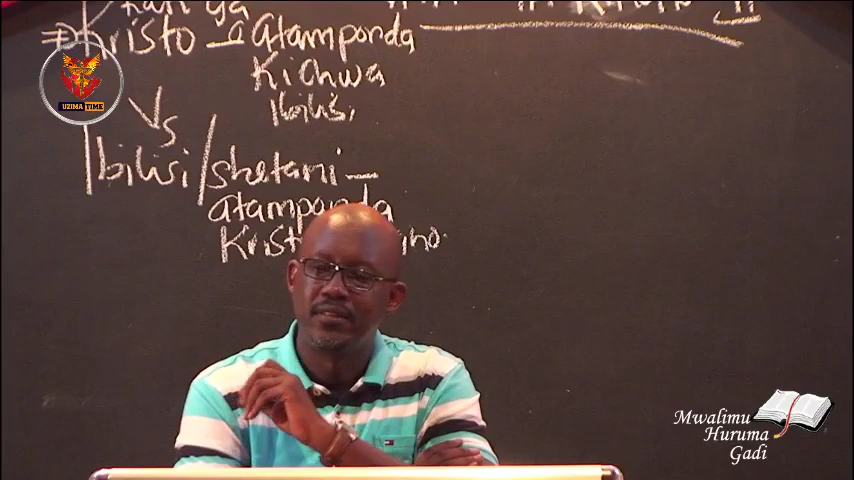 Kristo – Atamponda
Kichwa
Ibilisi
UZIMA TIME
VS
Ibilisi/shetani –
atamponda
Mwalimu
Huruma
Gadi